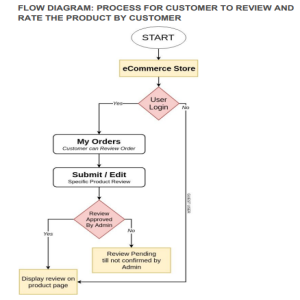 FLOW DIAGRAM: PROCESS FOR CUSTOMER TO REVIEW AND
RATE THE PRODUCT BY CUSTOMER
START
eCommerce Store
User
Login
Yes
No
My Orders
Customer can Review Order
Submit / Edit
Specific Product Review
Review
Approved
By Admin
Yes
No
Review Pending
till not confirmed by
Admin
Display review on
product page